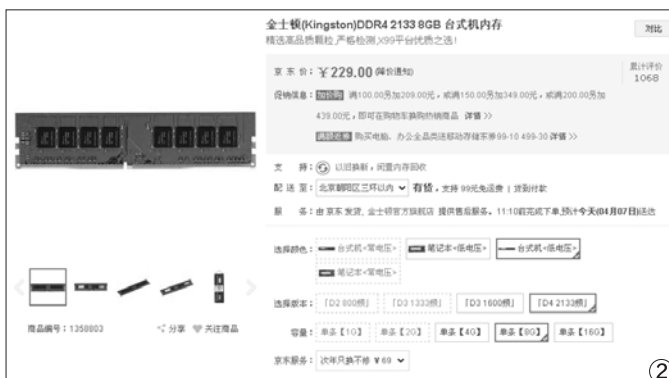 金士顿(Kingston)DDR4 2133 8GB 台式机内存
对比
精选高品质颗粒,严格检测,X99平台优质之选!
京 东 价: ¥229.00 (降价通知)
累计评价
1068
促销信息: 加价购 满100.00另加209.00元，或满150.00另加349.00元，或满200.00另加
439.00元，即可在购物车换购热销商品 详情 >>
满额返券 购买电脑、办公全品类送移动存储东券99-10 499-30 详情 >>
支 持: 以旧换新，闲置内存回收
配 送 至: 北京朝阳区三环以内 有货，支持 99元免运费 | 货到付款
服 务: 由 京东 发货, 金士顿官方旗舰店 提供售后服务。11:10前完成下单,预计今天(04月07日)送达
选择颜色: 台式机<常电压> 笔记本<低电压> 台式机<低电压>
笔记本<常电压>
选择版本: 「D2 800频」 「D3 1333频」 「D3 1600频」 「D4 2133频」
商品编号：1358803 分享 关注商品
容量: 单条【1G】 单条【2G】 单条【4G】 单条【8G】 单条【16G】
京东服务: 次年只换不修 ¥69
②